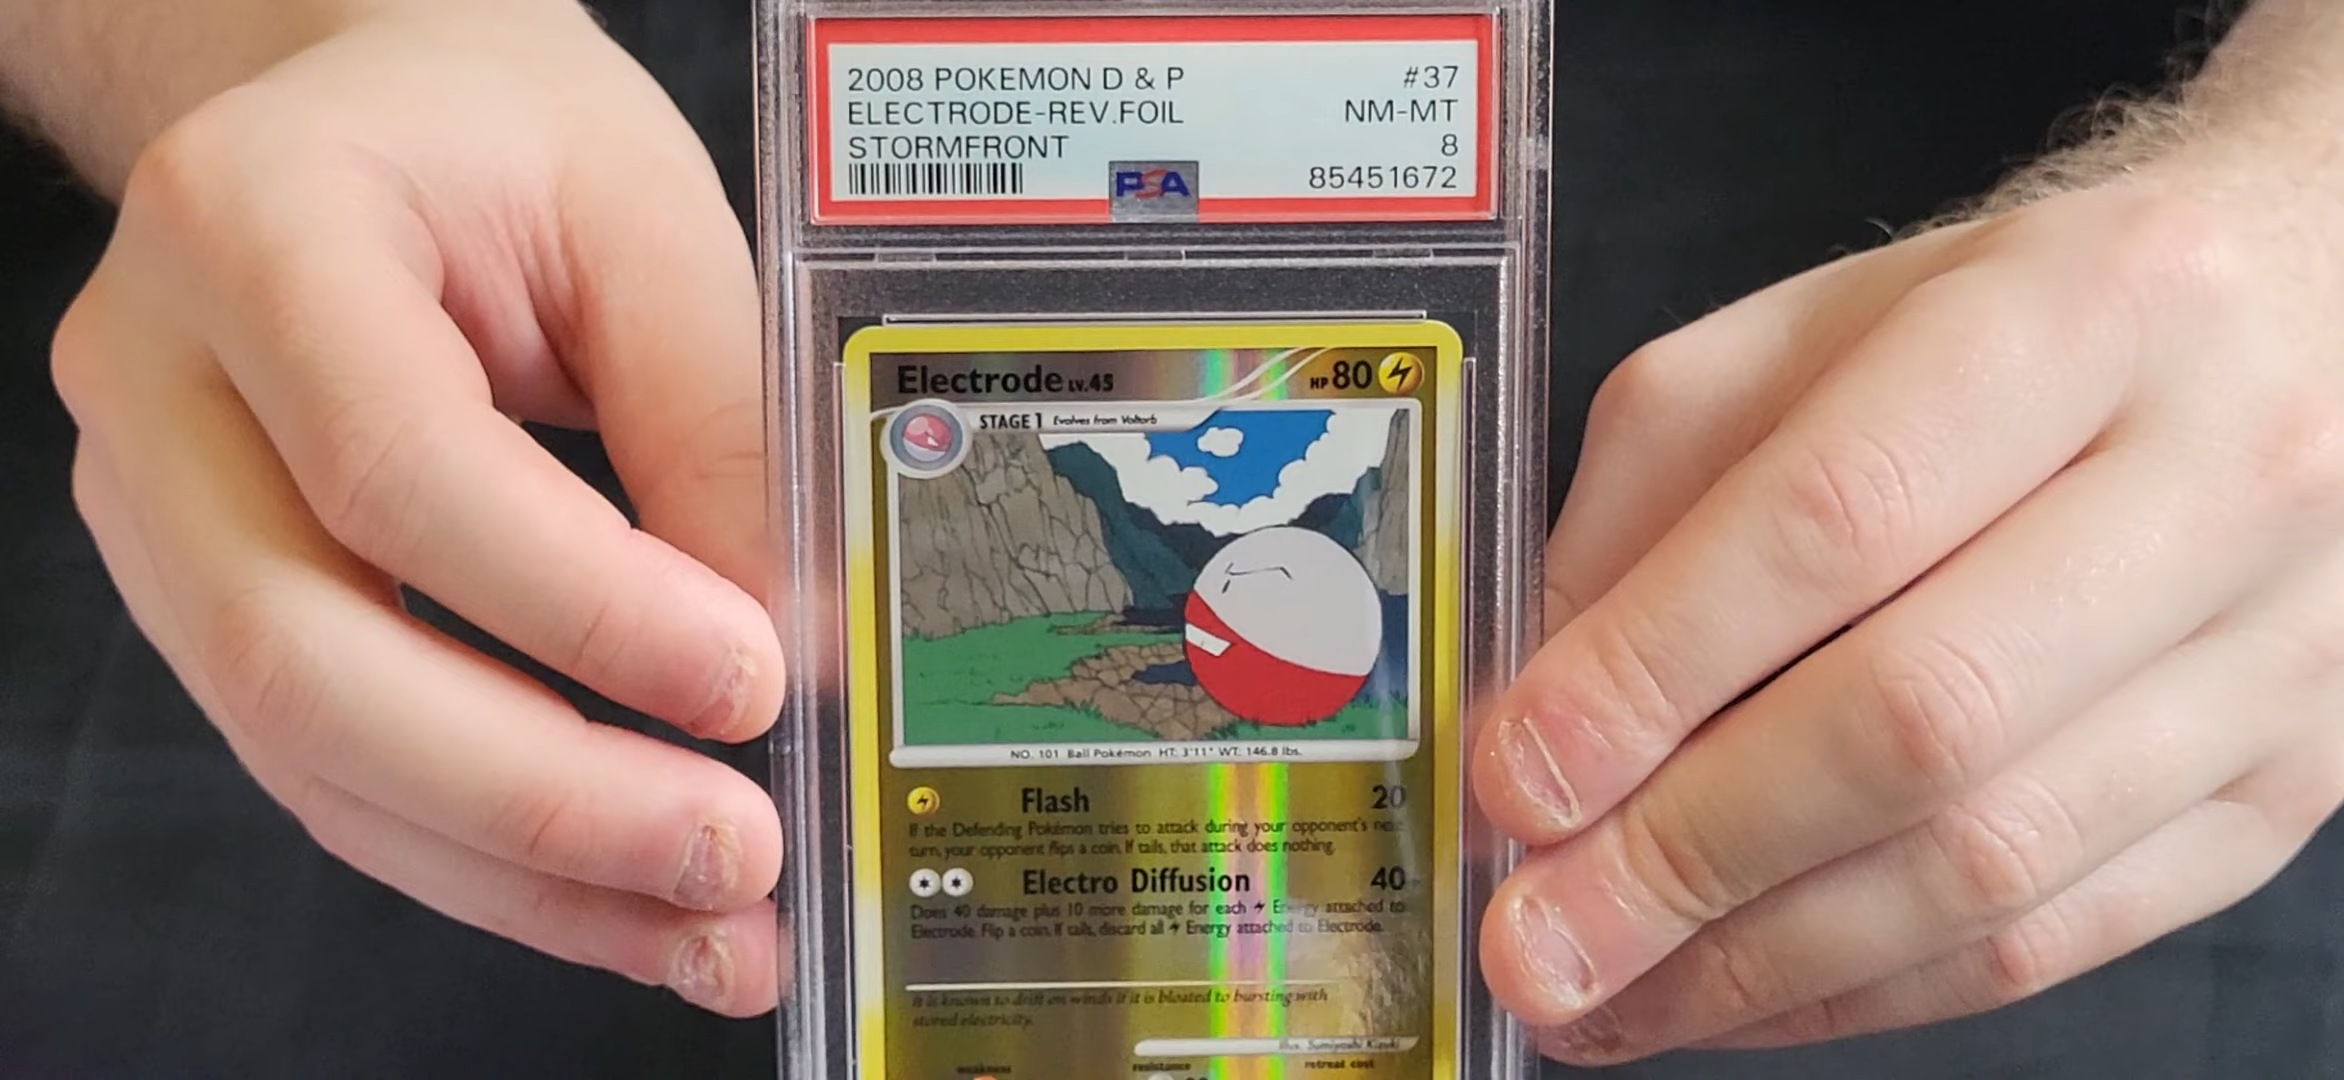 2008 POKEMON D & P #37
ELECTRODE-REV.FOIL NM-MT
STORMFRONT 8
PSA 85451672
Electrode LV.45 HP 80
STAGE 1 Evolves from Voltorb
NO. 101 Ball Pokémon HT: 3'11" WT: 146.8 lbs.
Flash 20
If the Defending Pokémon tries to attack during your opponent's
turn, your opponent flips a coin. If tails, that attack does nothing.
Electro Diffusion 40+
Does 40 damage plus 10 more damage for each Energy attached to
Electrode. Flip a coin. If tails, discard all Energy attached to Electrode.
It is known to drift on winds if it is bloated to bursting with
stored electricity.
Illus. Sumiyoshi Kizuki
weakness resistance retreat cost